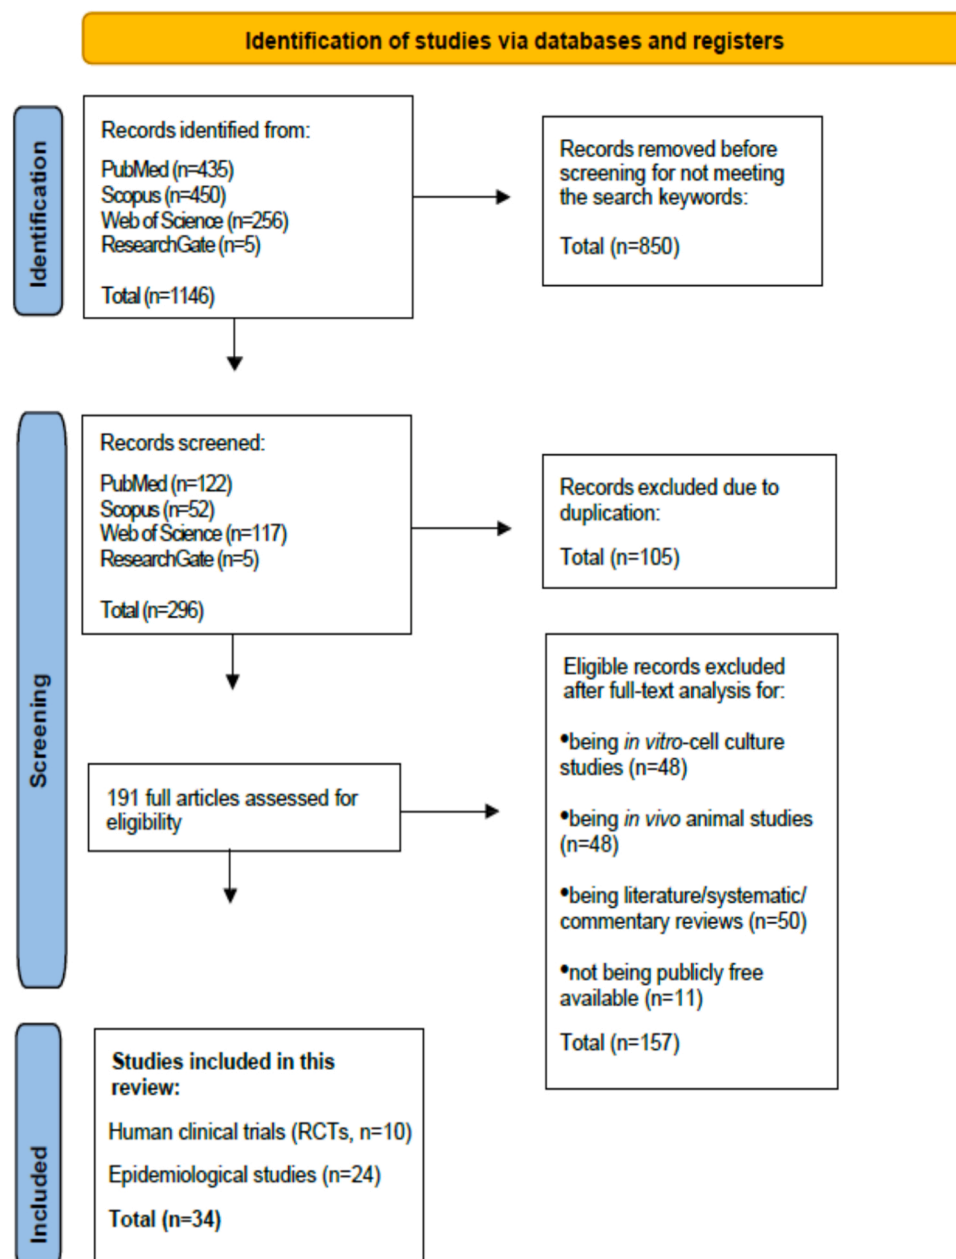 Identification of studies via databases and registers
Identification
Records identified from:
PubMed (n=435)
Scopus (n=450)
Web of Science (n=256)
ResearchGate (n=5)
Total (n=1146)
Records removed before
screening for not meeting
the search keywords:
Total (n=850)
Screening
Records screened:
PubMed (n=122)
Scopus (n=52)
Web of Science (n=117)
ResearchGate (n=5)
Total (n=296)
Records excluded due to
duplication:
Total (n=105)
191 full articles assessed for
eligibility
Eligible records excluded
after full-text analysis for:
•being in vitro-cell culture
studies (n=48)
•being in vivo animal studies
(n=48)
•being literature/systematic/
commentary reviews (n=50)
•not being publicly free
available (n=11)
Total (n=157)
Included
Studies included in this
review:
Human clinical trials (RCTs, n=10)
Epidemiological studies (n=24)
Total (n=34)